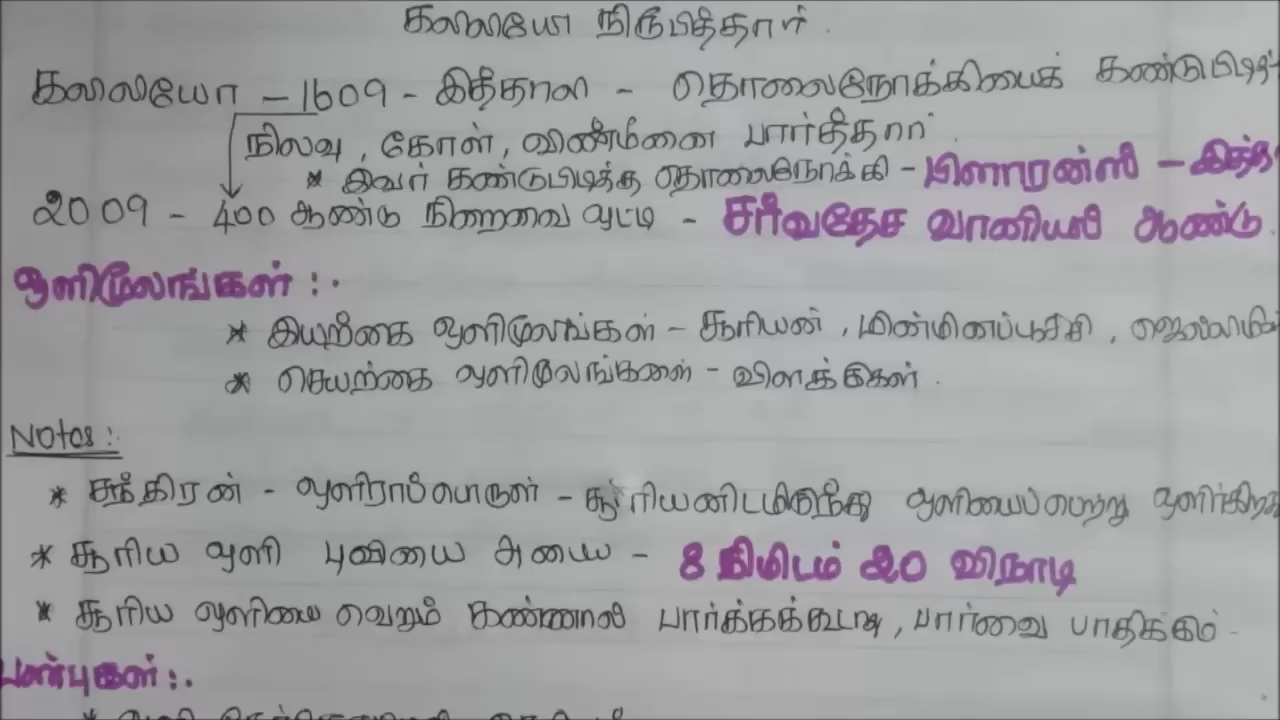 கலிலியோ நிரூபித்தார்.
கலிலியோ – 1609 – இத்தாலி – தொலைநோக்கியைக் கண்டுபிடித்
நிலவு, கோள், விண்மீனை பார்த்தார்.
* இவர் கண்டுபிடித்த தொலைநோக்கி – பிளாரன்ஸ் – இத்தா
2009 – 400 ஆண்டு நிறைவை ஒட்டி – சர்வதேச வானியல் ஆண்டு.
ஒளிமூலங்கள் :.
* இயற்கை ஒளிமூலங்கள் – சூரியன், மின்மினிப்பூச்சி, ஜெல்லிமீன்
* செயற்கை ஒளிமூலங்கள் – விளக்குகள்.
Notes :-
* சந்திரன் – ஒளிராப்பொருள் – சூரியனிடமிருந்து ஒளியைப்பெற்று ஒளிர்கிறது
* சூரிய ஒளி புவியை அடைய – 8 நிமிடம் 20 விநாடி
* சூரிய ஒளியை வெறும் கண்ணால் பார்க்கக்கூடாது, பார்வை பாதிக்கும்.
பண்புகள் :.
* ஒளி